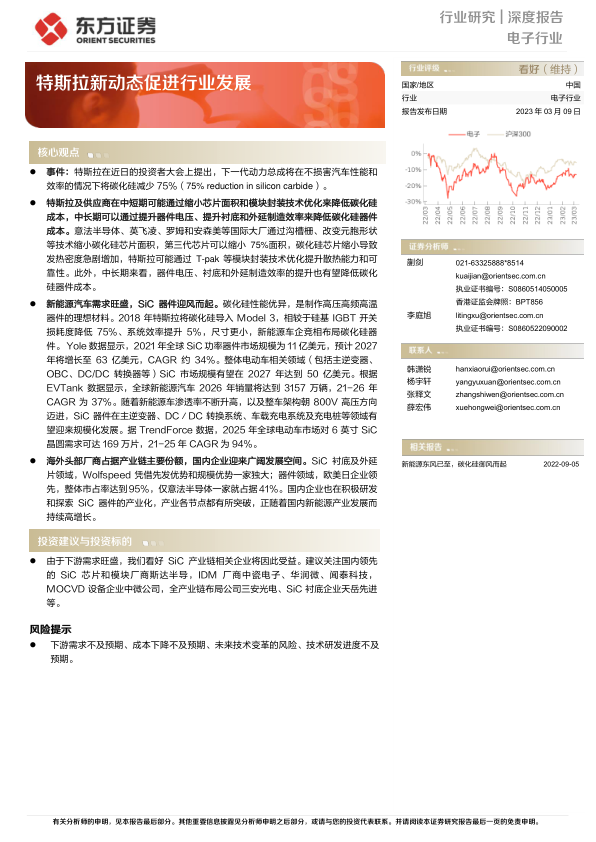 东方证券
ORIENT SECURITIES
行业研究 | 深度报告
电子行业
特斯拉新动态促进行业发展
核心观点
● 事件：特斯拉在近日的投资者大会上提出，下一代动力总成将在不损害汽车性能和
效率的情况下将碳化硅减少 75%（75% reduction in silicon carbide）。
● 特斯拉及供应商在中短期可能通过缩小芯片面积和模块封装技术优化来降低碳化硅
成本，中长期可以通过提升器件电压、提升衬底和外延制造效率来降低碳化硅器件
成本。意法半导体、英飞凌、罗姆和安森美等国际大厂通过沟槽栅、改变元胞形状
等技术缩小碳化硅芯片面积，第三代芯片可以缩小 75%面积，碳化硅芯片缩小导致
发热密度急剧增加，特斯拉可能通过 T-pak 等模块封装技术优化提升散热能力和可
靠性。此外，中长期来看，器件电压、衬底和外延制造效率的提升也有望降低碳化
硅器件成本。
● 新能源汽车需求旺盛，SiC 器件迎风而起。碳化硅性能优异，是制作高压高频高温
器件的理想材料。2018 年特斯拉将碳化硅导入 Model 3，相较于硅基 IGBT 开关
损耗降低 75%、系统效率提升 5%，尺寸更小，新能源车企竞相布局碳化硅器
件。Yole 数据显示，2021 年全球 SiC 功率器件市场规模为 11 亿美元，预计 2027
年将增长至 63 亿美元，CAGR 约 34%。整体电动车相关领域（包括主逆变器、
OBC、DC/DC 转换器等）SiC 市场规模有望在 2027 年达到 50 亿美元。根据
EVTank 数据显示，全球新能源汽车 2026 年销量将达到 3157 万辆，21-26 年
CAGR 为 37%。随着新能源车渗透率不断升高，以及整车架构朝 800V 高压方向
迈进，SiC 器件在主逆变器、DC / DC 转换系统、车载充电系统及充电桩等领域有
望迎来规模化发展。据 TrendForce 数据，2025 年全球电动车市场对 6 英寸 SiC
晶圆需求可达 169 万片，21-25 年 CAGR 为 94%。
● 海外头部厂商占据产业链主要份额，国内企业迎来广阔发展空间。SiC 衬底及外延
片领域，Wolfspeed 凭借先发优势和规模优势一家独大；器件领域，欧美日企业领
先，整体市占率达到 95%，仅意法半导体一家就占据 41%。国内企业也在积极研发
和探索 SiC 器件的产业化，产业各节点都有所突破，正随着国内新能源产业发展而
持续高增长。
投资建议与投资标的
● 由于下游需求旺盛，我们看好 SiC 产业链相关企业将因此受益。建议关注国内领先
的 SiC 芯片和模块厂商斯达半导，IDM 厂商中瓷电子、华润微、闻泰科技，
MOCVD 设备企业中微公司，全产业链布局公司三安光电、SiC 衬底企业天岳先进
等。
风险提示
● 下游需求不及预期、成本下降不及预期、未来技术变革的风险、技术研发进度不及
预期。
行业评级 看好（维持）
国家/地区 中国
行业 电子行业
报告发布日期 2023 年 03 月 09 日
电子 沪深300
0%
-10%
-20%
-30%
22/03 22/04 22/05 22/06 22/07 22/08 22/09 22/10 22/11 22/12 23/01 23/02 23/03
证券分析师
蒯剑 021-63325888*8514
kuaijian@orientsec.com.cn
执业证书编号：S0860514050005
香港证监会牌照：BPT856
李庭旭 litingxu@orientsec.com.cn
执业证书编号：S0860522090002
联系人
韩潇锐 hanxiaorui@orientsec.com.cn
杨宇轩 yangyuxuan@orientsec.com.cn
张释文 zhangshiwen@orientsec.com.cn
薛宏伟 xuehongwei@orientsec.com.cn
相关报告
新能源东风已至，碳化硅御风而起 2022-09-05
有关分析师的申明，见本报告最后部分。其他重要信息披露见分析师申明之后部分，或请与您的投资代表联系。并请阅读本证券研究报告最后一页的免责申明。